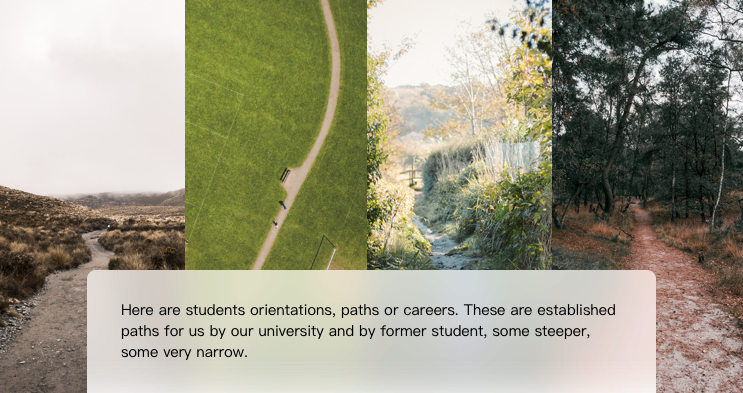 Here are students orientations, paths or careers. These are established
paths for us by our university and by former student, some steeper,
some very narrow.